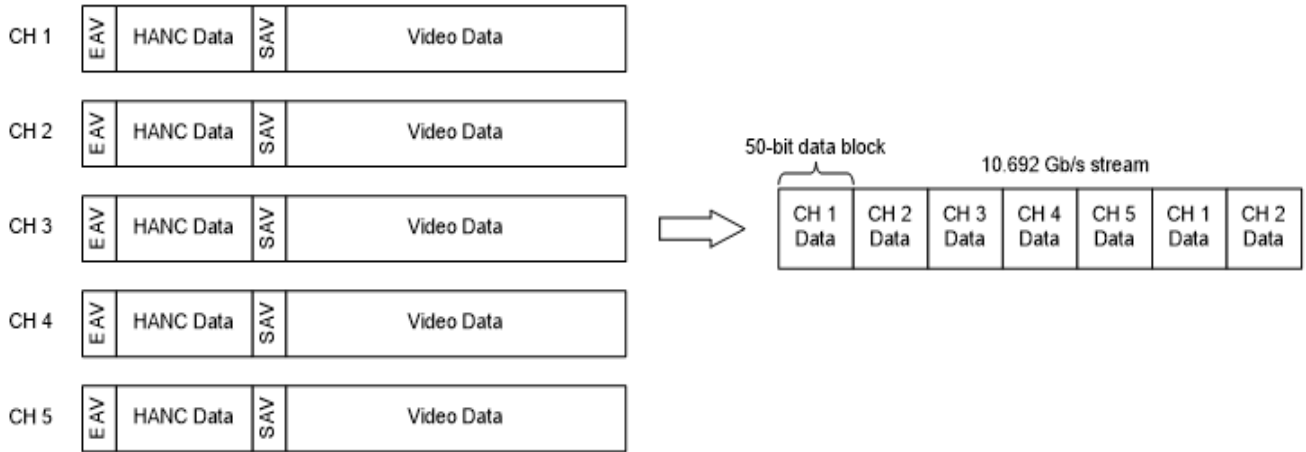 CH 1 EAV HANC Data SAV Video Data
CH 2 EAV HANC Data SAV Video Data
CH 3 EAV HANC Data SAV Video Data
CH 4 EAV HANC Data SAV Video Data
CH 5 EAV HANC Data SAV Video Data
50-bit data block
10.692 Gb/s stream
CH 1 CH 2 CH 3 CH 4 CH 5 CH 1 CH 2
Data Data Data Data Data Data Data